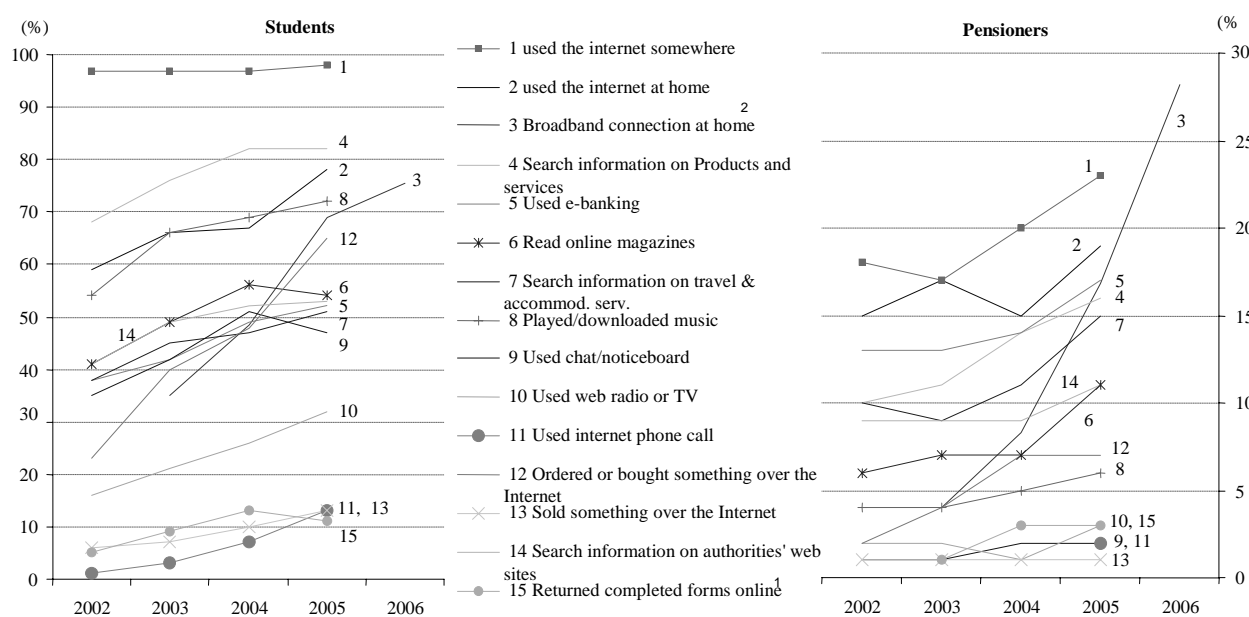 Students
(%)
100
90
80
70
60
50
40
30
20
10
0
2002 2003 2004 2005 2006
1
4
2
3
8
12
6
14
5
7
9
10
11, 13
15
1 used the internet somewhere
2 used the internet at home
3 Broadband connection at home 2
4 Search information on Products and
services
5 Used e-banking
6 Read online magazines
7 Search information on travel &
accommod. serv.
8 Played/downloaded music
9 Used chat/noticeboard
10 Used web radio or TV
11 Used internet phone call
12 Ordered or bought something over the
Internet
13 Sold something over the Internet
14 Search information on authorities' web
sites
15 Returned completed forms online 1
Pensioners
(%
30
25
20
15
10
5
0
2002 2003 2004 2005 2006
3
1
2
5
4
7
14
6
12
8
10, 15
9, 11
13